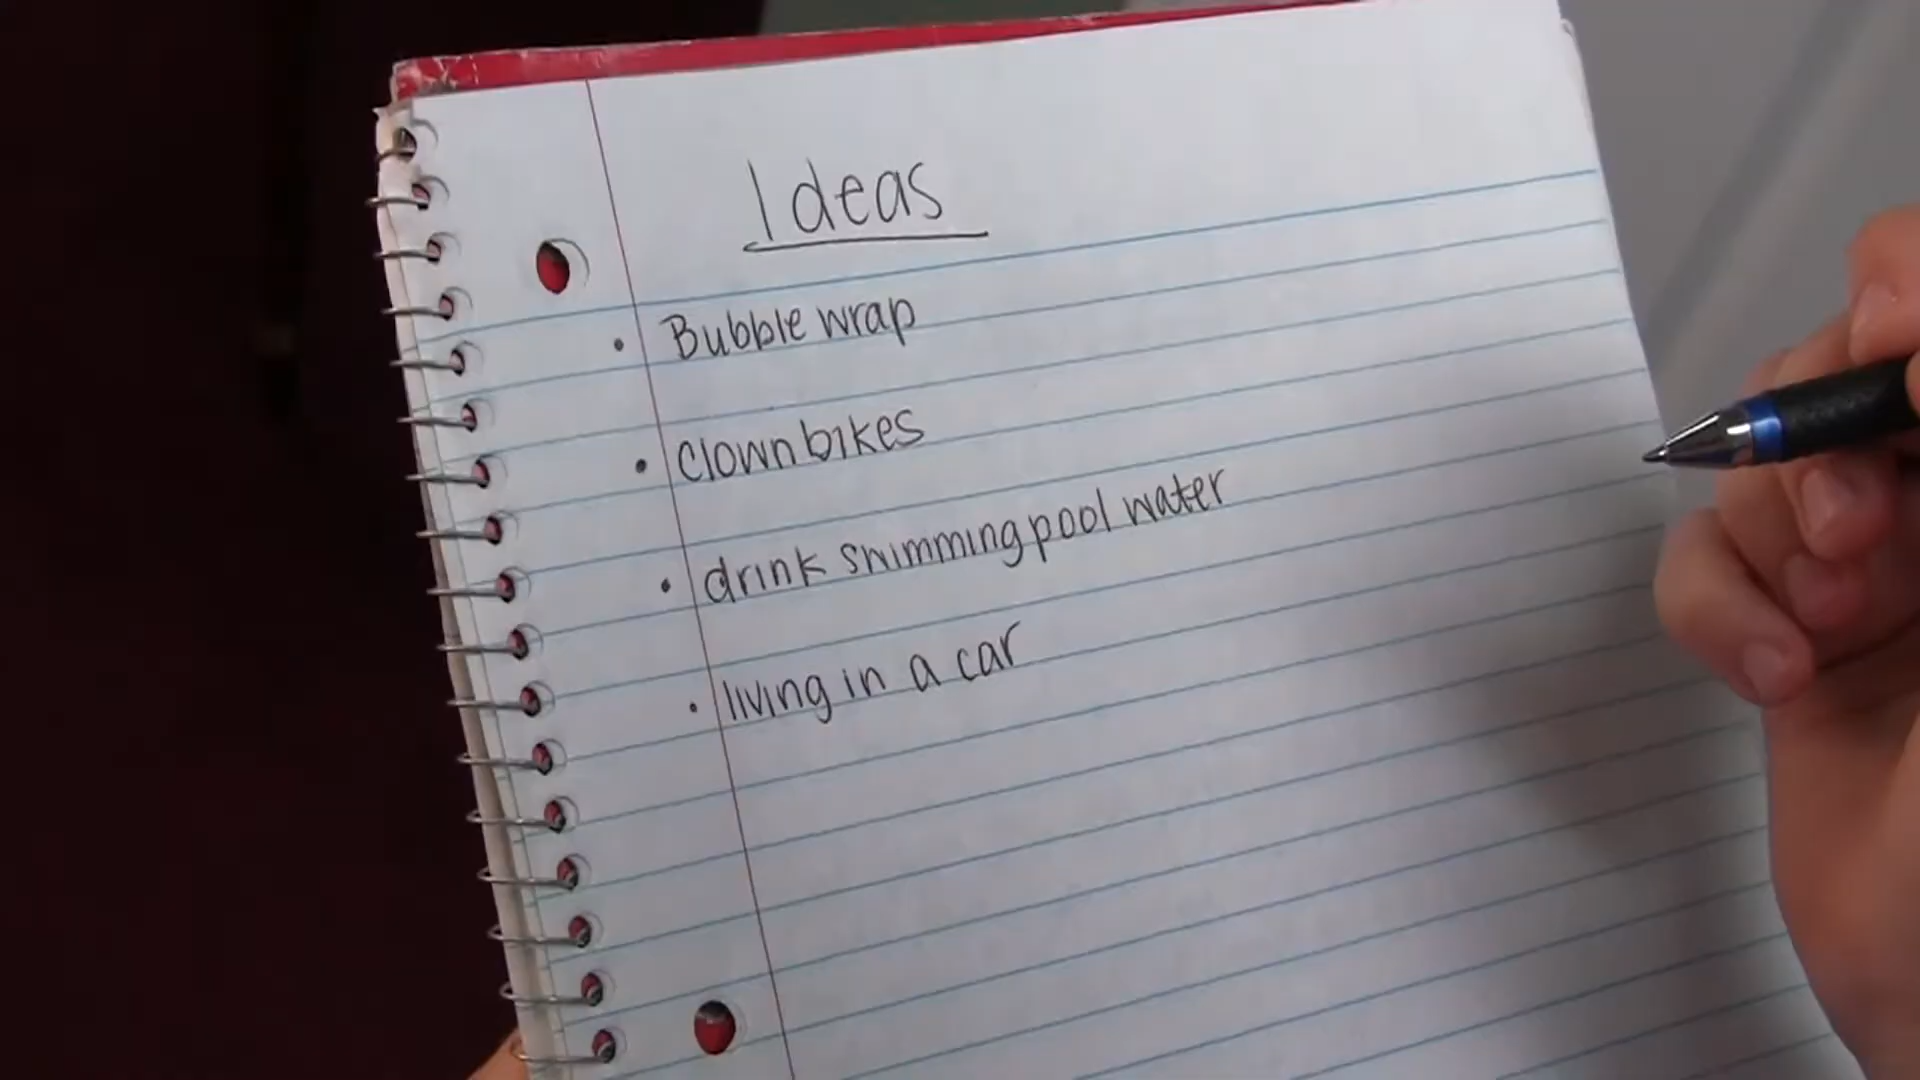 Ideas
• Bubble wrap
• Clown bikes
• drink swimming pool water
• living in a car